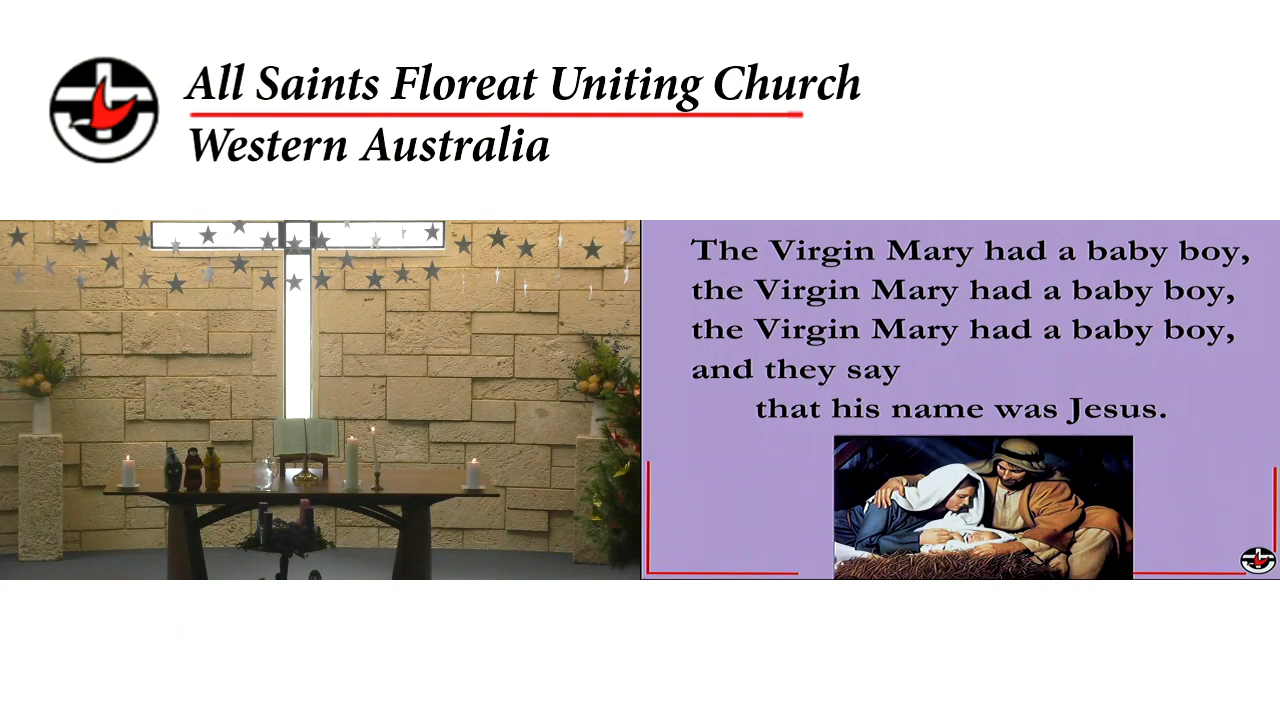 All Saints Floreat Uniting Church
Western Australia
The Virgin Mary had a baby boy,
the Virgin Mary had a baby boy,
the Virgin Mary had a baby boy,
and they say
that his name was Jesus.